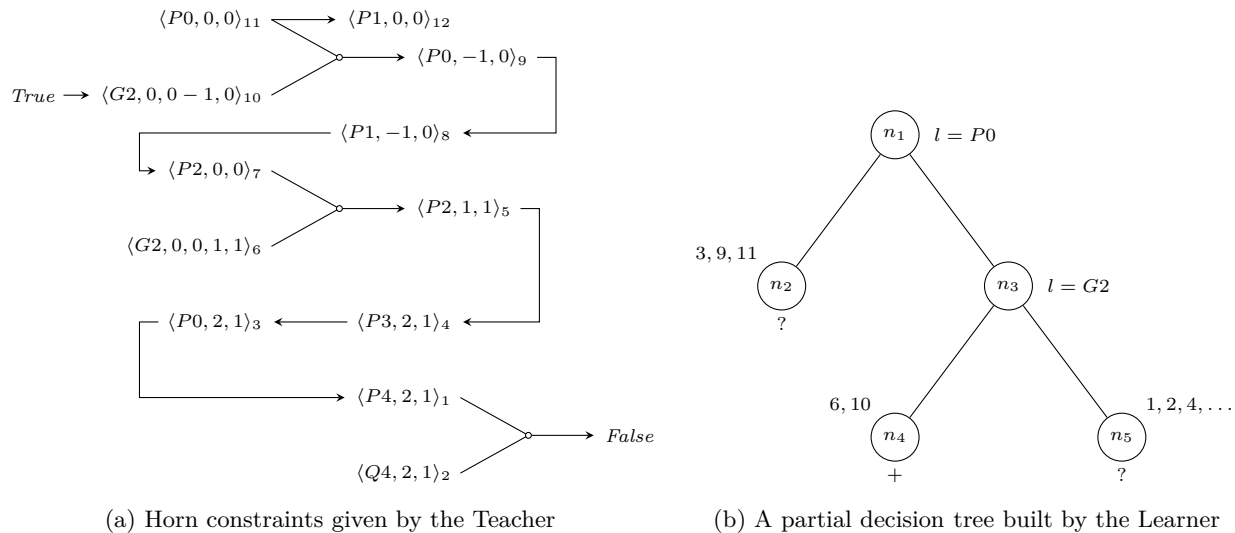 ⟨P0, 0, 0⟩₁₁ ⟨P1, 0, 0⟩₁₂
⟨P0, −1, 0⟩₉
True ⟨G2, 0, 0 − 1, 0⟩₁₀
⟨P1, −1, 0⟩₈
⟨P2, 0, 0⟩₇
⟨P2, 1, 1⟩₅
⟨G2, 0, 0, 1, 1⟩₆
⟨P0, 2, 1⟩₃ ⟨P3, 2, 1⟩₄
⟨P4, 2, 1⟩₁
False
⟨Q4, 2, 1⟩₂
(a) Horn constraints given by the Teacher
n₁ l = P0
3, 9, 11
n₂ n₃ l = G2
?
6, 10 1, 2, 4, …
n₄ n₅
+ ?
(b) A partial decision tree built by the Learner